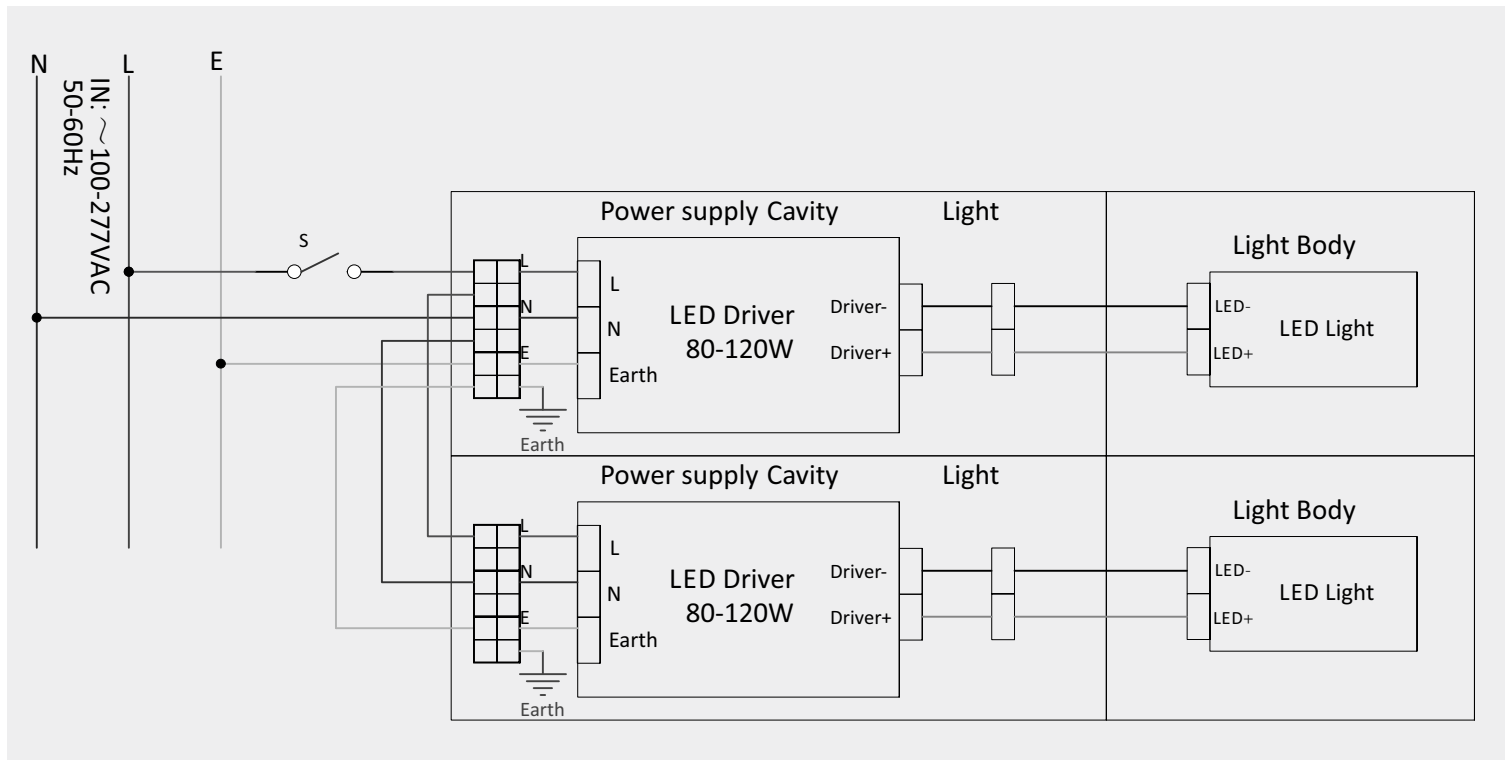 N
L
E
IN: ～100-277VAC
50-60Hz
S
Power supply Cavity
Light
Light Body
L
N
E
L
N
Earth
LED Driver
80-120W
Driver-
Driver+
LED-
LED+
LED Light
Earth
Power supply Cavity
Light
Light Body
L
N
E
L
N
Earth
LED Driver
80-120W
Driver-
Driver+
LED-
LED+
LED Light
Earth